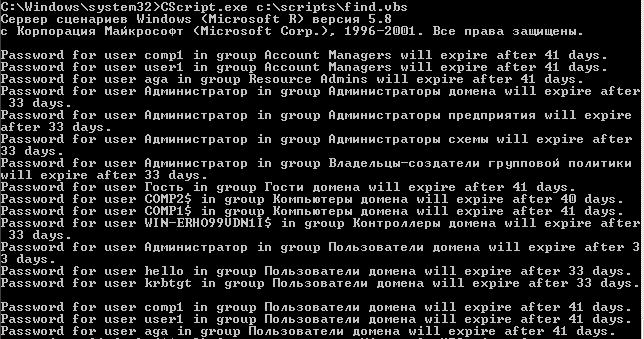 C:\Windows\system32>CScript.exe c:\scripts\find.vbs
Сервер сценариев Windows (Microsoft R) версия 5.8
с Корпорация Майкрософт (Microsoft Corp.), 1996-2001. Все права защищены.
Password for user comp1 in group Account Managers will expire after 41 days.
Password for user user1 in group Account Managers will expire after 41 days.
Password for user aga in group Resource Admins will expire after 41 days.
Password for user Администратор in group Администраторы домена will expire after
33 days.
Password for user Администратор in group Администраторы предприятия will expire
after 33 days.
Password for user Администратор in group Администраторы схемы will expire after
33 days.
Password for user Администратор in group Владельцы-создатели групповой политики
will expire after 33 days.
Password for user Гость in group Гости домена will expire after 41 days.
Password for user COMP2$ in group Компьютеры домена will expire after 40 days.
Password for user COMP1$ in group Компьютеры домена will expire after 41 days.
Password for user WIN-ERHO99VDN1I$ in group Контроллеры домена will expire after
33 days.
Password for user Администратор in group Пользователи домена will expire after 3
3 days.
Password for user hello in group Пользователи домена will expire after 33 days.
Password for user krbtgt in group Пользователи домена will expire after 33 days.
Password for user comp1 in group Пользователи домена will expire after 41 days.
Password for user user1 in group Пользователи домена will expire after 41 days.
Password for user aga in group Пользователи домена will expire after 41 days.